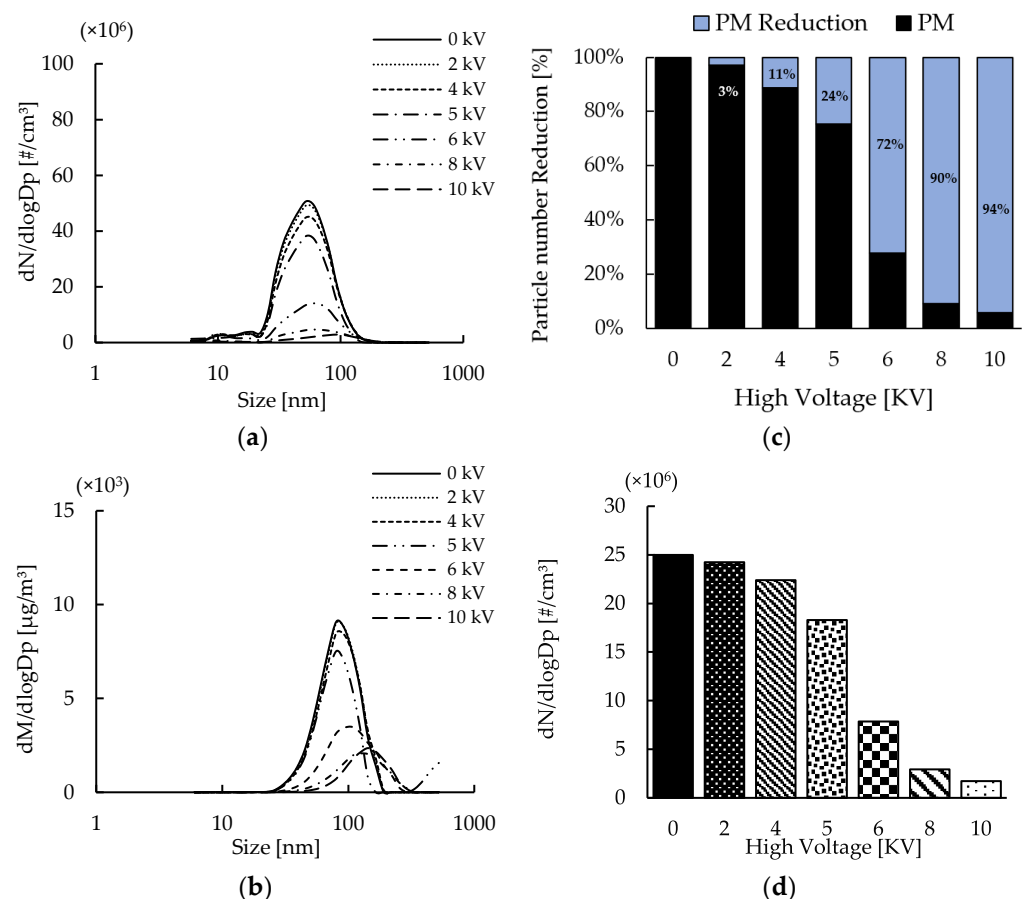 (×10⁶)
100
80
60
40
20
0
dN/dlogDp [#/cm³]
1
10
100
1000
Size [nm]
0 kV
2 kV
4 kV
5 kV
6 kV
8 kV
10 kV
(a)
PM Reduction
PM
Particle number Reduction [%]
100%
80%
60%
40%
20%
0%
3%
11%
24%
72%
90%
94%
0
2
4
5
6
8
10
High Voltage [KV]
(c)
(×10³)
15
10
5
0
dM/dlogDp [µg/m³]
1
10
100
1000
Size [nm]
0 kV
2 kV
4 kV
5 kV
6 kV
8 kV
10 kV
(b)
(×10⁶)
30
25
20
15
10
5
0
dN/dlogDp [#/cm³]
0
2
4
5
6
8
10
High Voltage [KV]
(d)